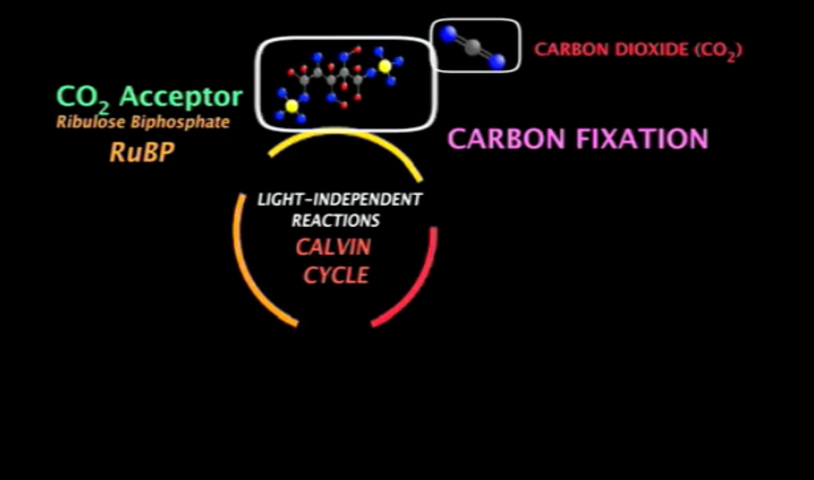 CARBON DIOXIDE (CO2)
CO2 Acceptor
Ribulose Biphosphate
RuBP
CARBON FIXATION
LIGHT-INDEPENDENT
REACTIONS
CALVIN
CYCLE